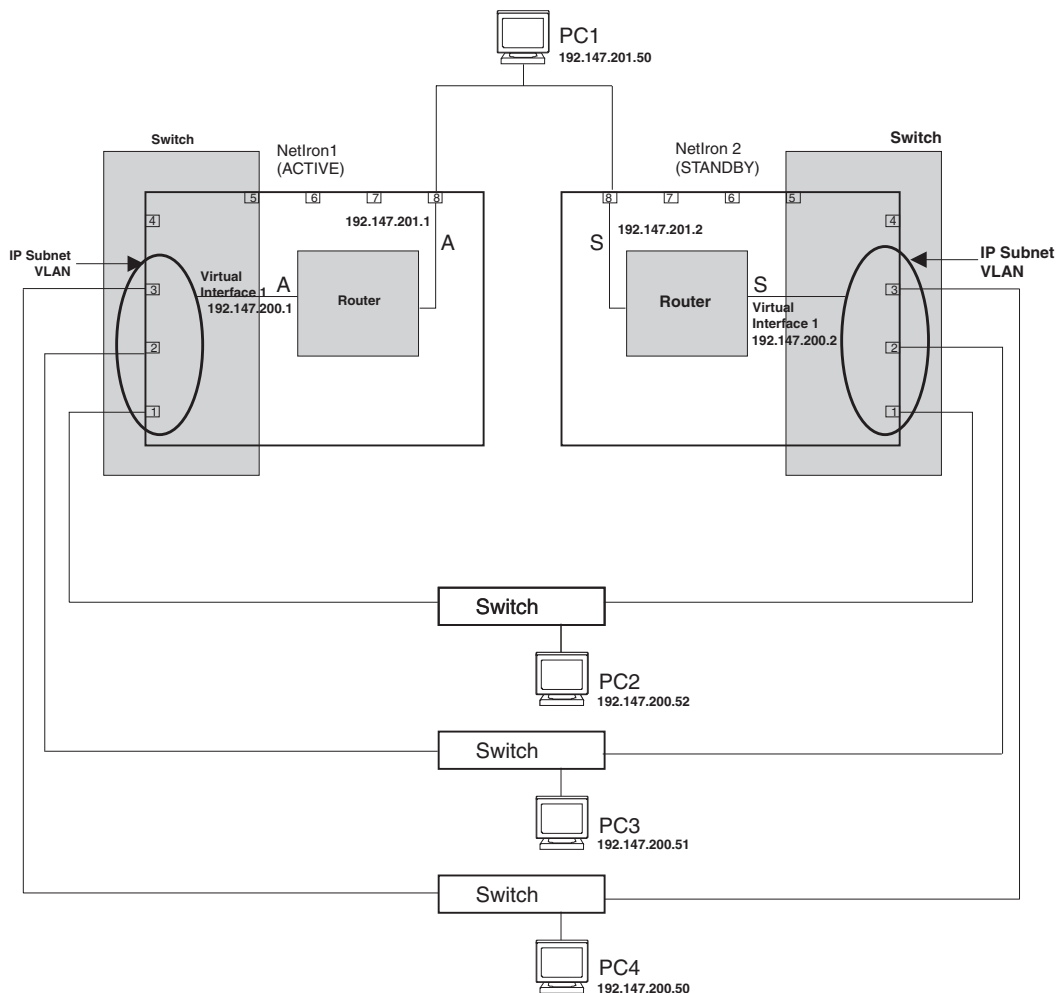 PC1
192.147.201.50
Switch
NetIron1
(ACTIVE)
NetIron 2
(STANDBY)
Switch
5
6
7
8
8
7
6
5
4
192.147.201.1
A
192.147.201.2
S
4
IP Subnet
VLAN
IP Subnet
VLAN
3
Virtual
Interface 1
192.147.200.1
A
Router
Router
S
Virtual
Interface 1
192.147.200.2
3
2
2
1
1
Switch
PC2
192.147.200.52
Switch
PC3
192.147.200.51
Switch
PC4
192.147.200.50